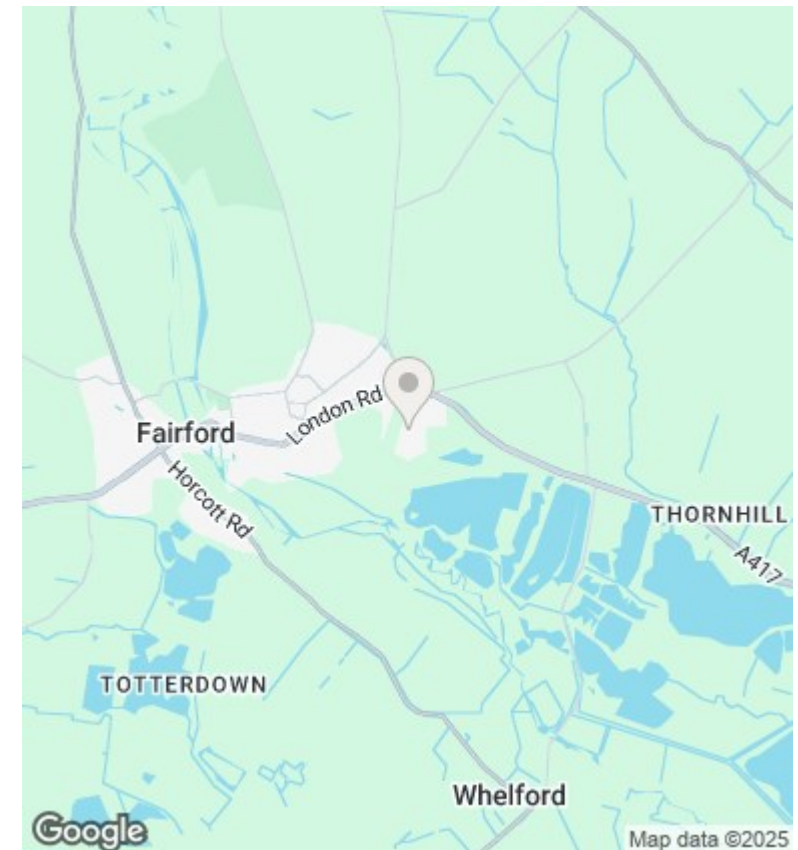 London Rd
Fairford
Horcott Rd
THORNHILL
A417
TOTTERDOWN
Whelford
Google
Map data ©2025